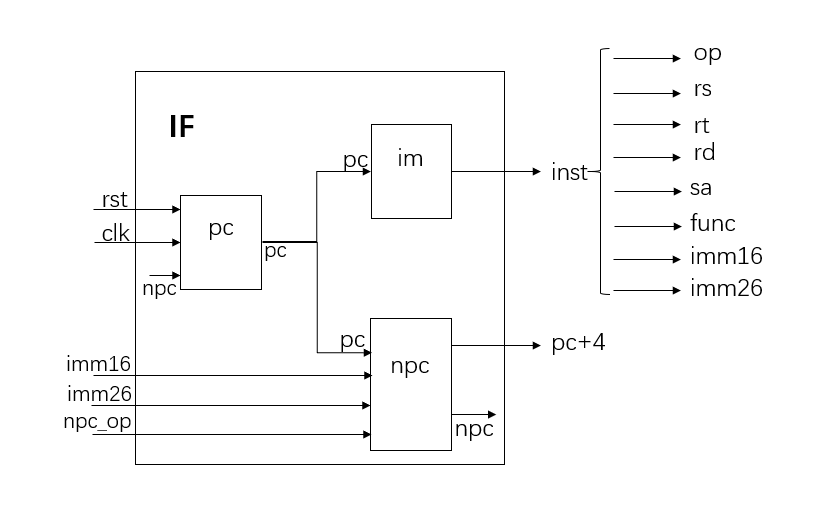 IF
rst
clk
npc
pc
pc
pc
im
pc
imm16
imm26
npc_op
npc
npc
pc+4
inst
op
rs
rt
rd
sa
func
imm16
imm26